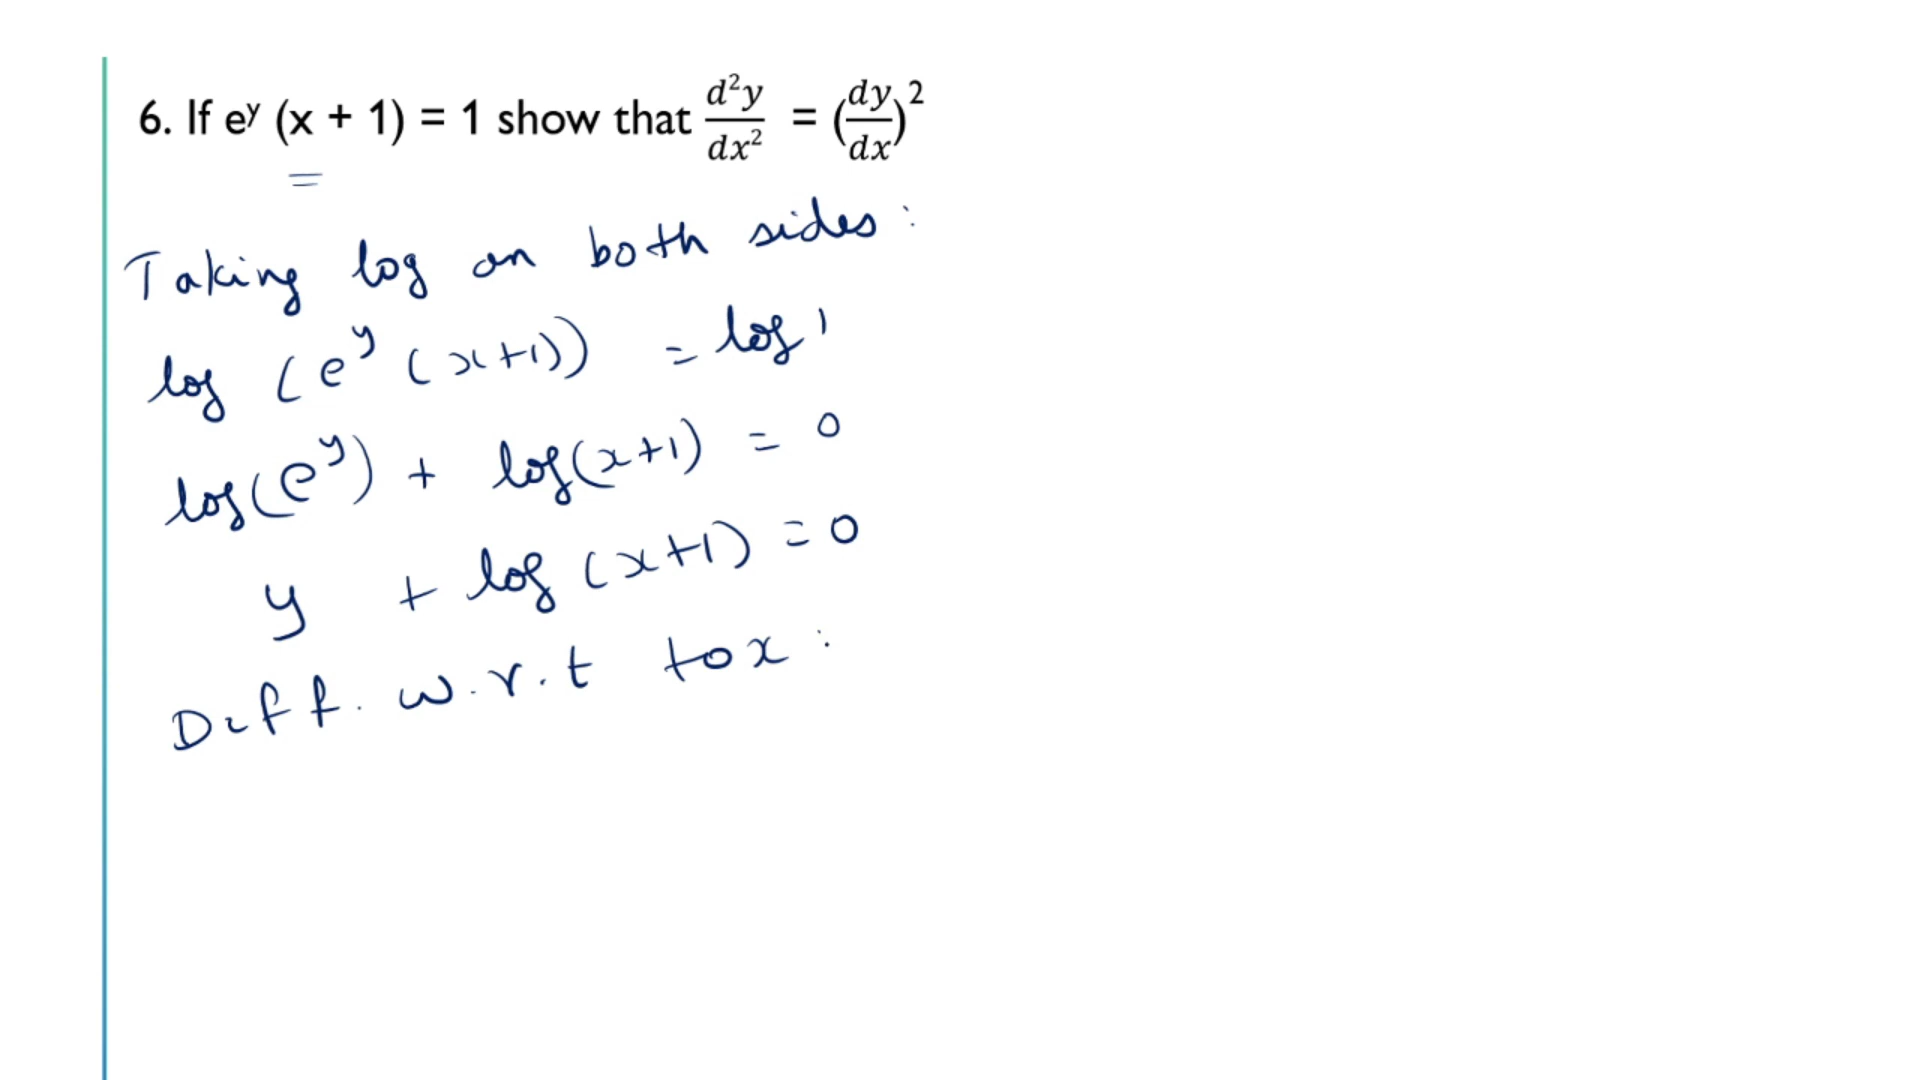 6. If eʸ (x + 1) = 1 show that d²y/dx² = (dy/dx)²
Taking log on both sides :
log (eʸ (x+1)) = log 1
log(eʸ) + log(x+1) = 0
y + log (x+1) = 0
Diff. w.r.t to x :